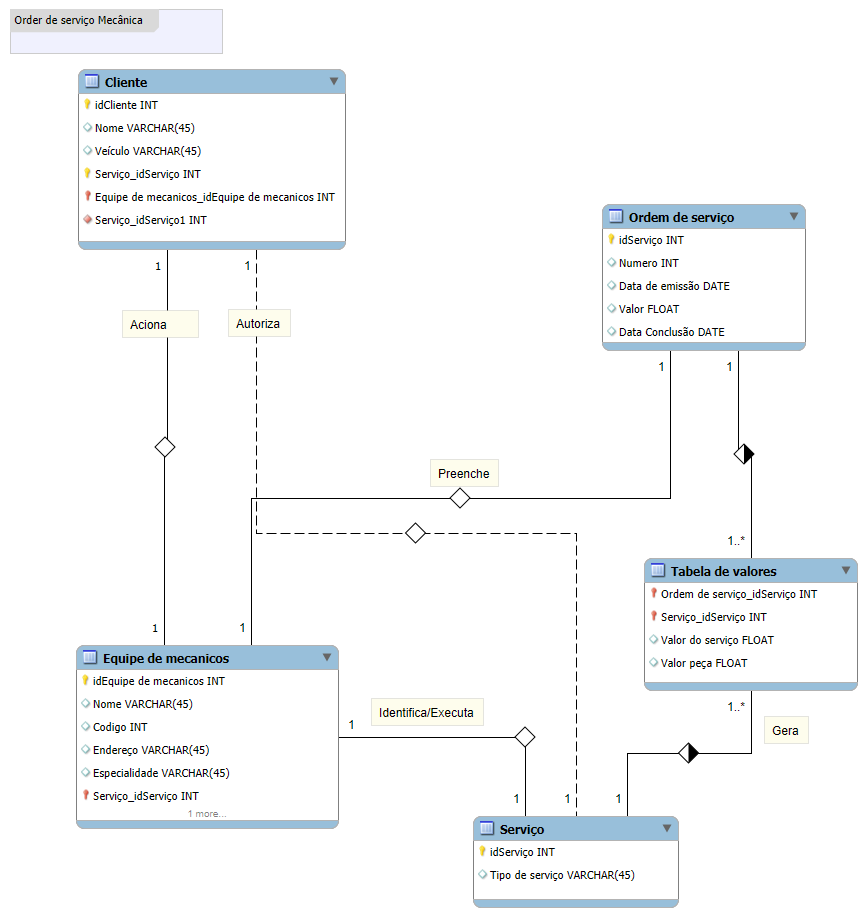 Order de serviço Mecânica
Cliente
idCliente INT
Nome VARCHAR(45)
Veículo VARCHAR(45)
Serviço_idServiço INT
Equipe de mecanicos_idEquipe de mecanicos INT
Serviço_idServiço1 INT
Ordem de serviço
idServiço INT
Numero INT
Data de emissão DATE
Valor FLOAT
Data Conclusão DATE
1
1
Aciona
Autoriza
1
1
Preenche
1..*
Tabela de valores
Ordem de serviço_idServiço INT
Serviço_idServiço INT
Valor do serviço FLOAT
Valor peça FLOAT
1
1
Equipe de mecanicos
idEquipe de mecanicos INT
Nome VARCHAR(45)
Codigo INT
Endereço VARCHAR(45)
Especialidade VARCHAR(45)
Serviço_idServiço INT
1 more...
1
Identifica/Executa
1..*
Gera
1
1
1
Serviço
idServiço INT
Tipo de serviço VARCHAR(45)